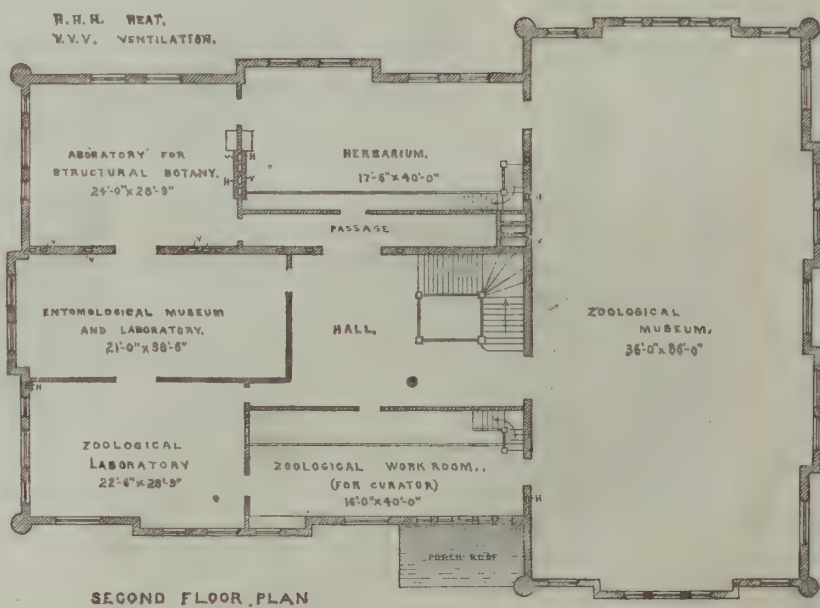 H.H.H. HEAT.
V.V.V. VENTILATION.
ABORATORY FOR
STRUCTURAL BOTANY.
24'-0" x 28'-9"
HERBARIUM.
17'-6" x 40'-0"
PASSAGE
ENTOMOLOGICAL MUSEUM
AND LABORATORY.
21'-0" x 38'-6"
HALL.
ZOOLOGICAL
MUSEUM.
36'-0" x 86'-0"
ZOOLOGICAL
LABORATORY
22'-6" x 28'-9"
ZOOLOGICAL WORK ROOM.
(FOR CURATOR)
16'-0" x 40'-0"
PORCH ROOF
SECOND FLOOR PLAN
H
V
H
V
H
V
V
V
V
H
H